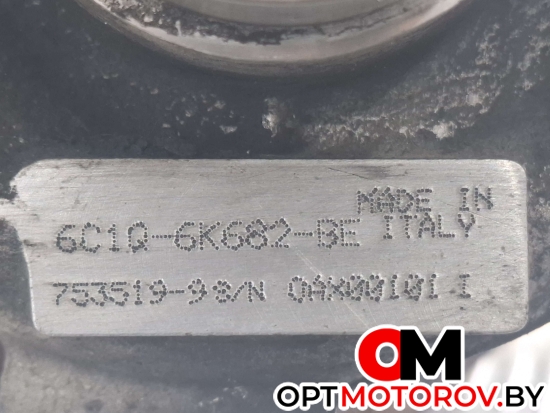 MADE IN
6C1Q-6K682-BE ITALY
753519-9 S/N 0AX00101 I
OM
OPTMOTOROV.BY